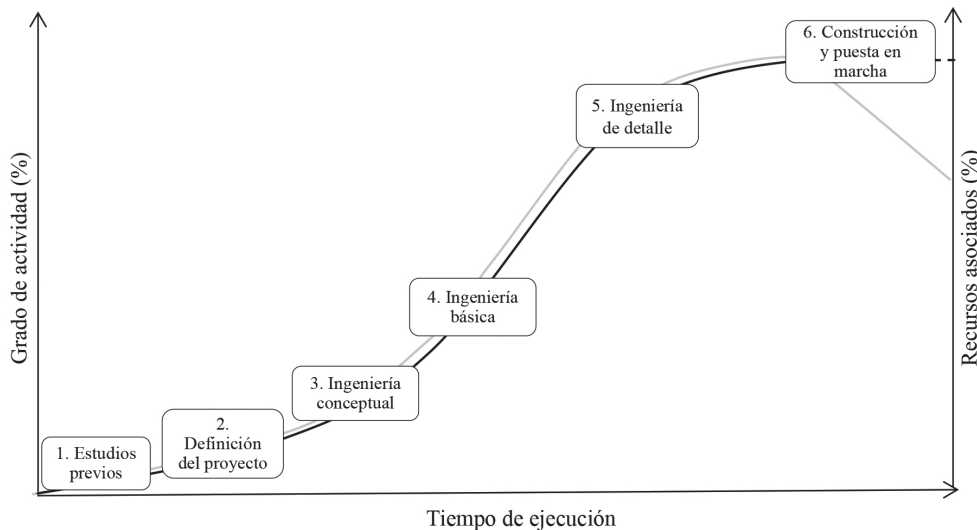 6. Construcción
y puesta en
marcha
5. Ingeniería
de detalle
4. Ingeniería
básica
3. Ingeniería
conceptual
2.
Definición
del proyecto
1. Estudios
previos
Grado de actividad (%)
Recursos asociados (%)
Tiempo de ejecución